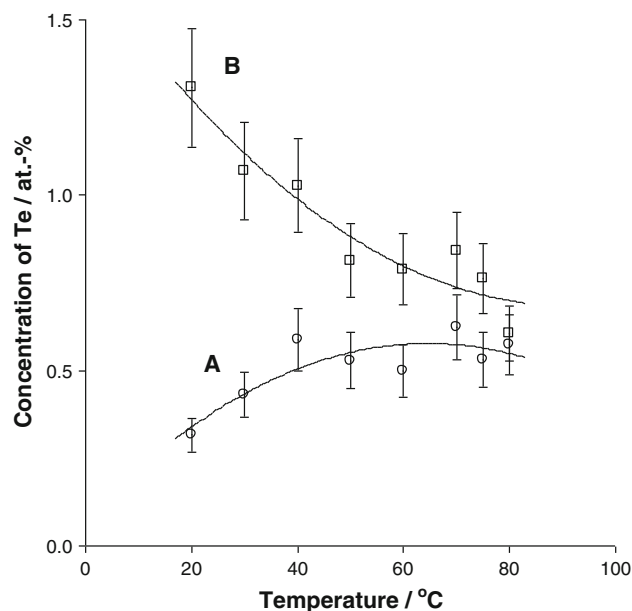 1.5
B
1.0
Concentration of Te / at.-%
0.5
A
0.0
0 20 40 60 80 100
Temperature / °C